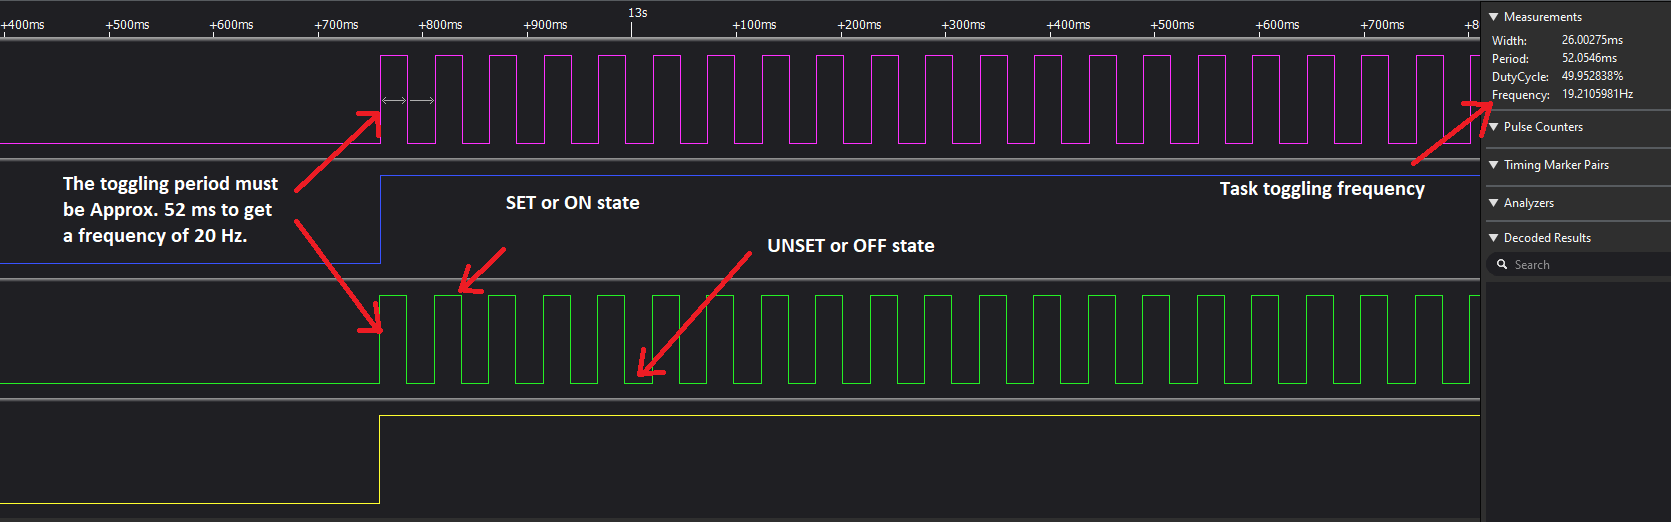 +400ms +500ms +600ms +700ms +800ms +900ms 13s +100ms +200ms +300ms +400ms +500ms +600ms +700ms
Measurements
Width: 26.00275ms
Period: 52.0546ms
DutyCycle: 49.952838%
Frequency: 19.2105981Hz
Pulse Counters
Timing Marker Pairs
Analyzers
Decoded Results
Search
The toggling period must
be Approx. 52 ms to get
a frequency of 20 Hz.
SET or ON state
UNSET or OFF state
Task toggling frequency